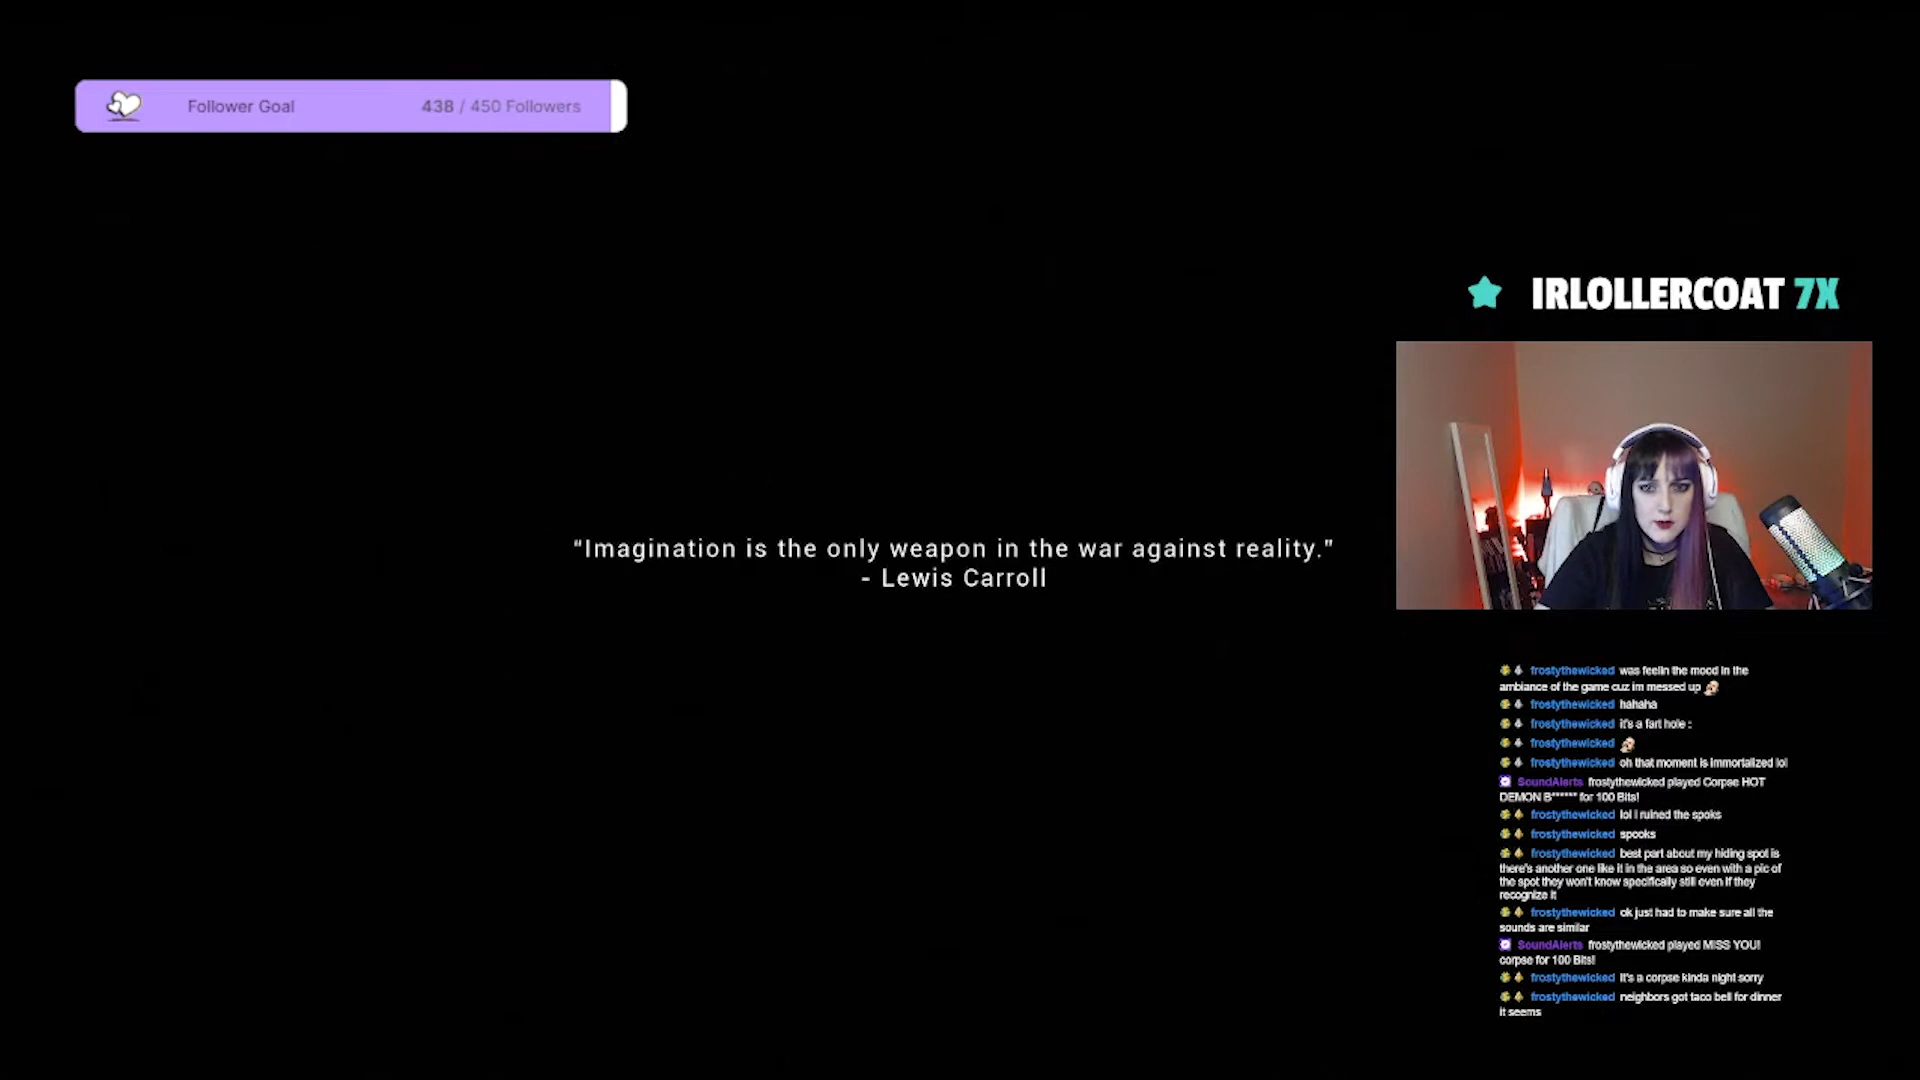 Follower Goal 438 / 450 Followers
IRLOLLERCOAT 7X
"Imagination is the only weapon in the war against reality."
- Lewis Carroll
frostythewicked was feelin the mood in the
ambiance of the game cuz im messed up
frostythewicked hahaha
frostythewicked it's a fart hole :
frostythewicked
frostythewicked oh that moment is immortalized lol
SoundAlerts frostythewicked played Corpse HOT
DEMON B****** for 100 Bits!
frostythewicked lol I ruined the spoks
frostythewicked spooks
frostythewicked best part about my hiding spot is
there's another one like it in the area so even with a pic of
the spot they won't know specifically still even if they
recognize it
frostythewicked ok just had to make sure all the
sounds are similar
SoundAlerts frostythewicked played MISS YOU!
corpse for 100 Bits!
frostythewicked it's a corpse kinda night sorry
frostythewicked neighbors got taco bell for dinner
it seems